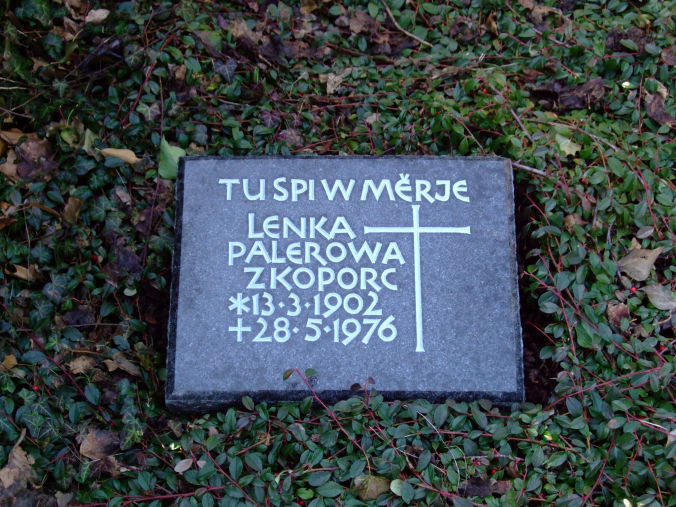 TU SPI W MĚRJE
LENKA
PALEROWA
Z KOPORC
*13·3·1902
+28·5·1976